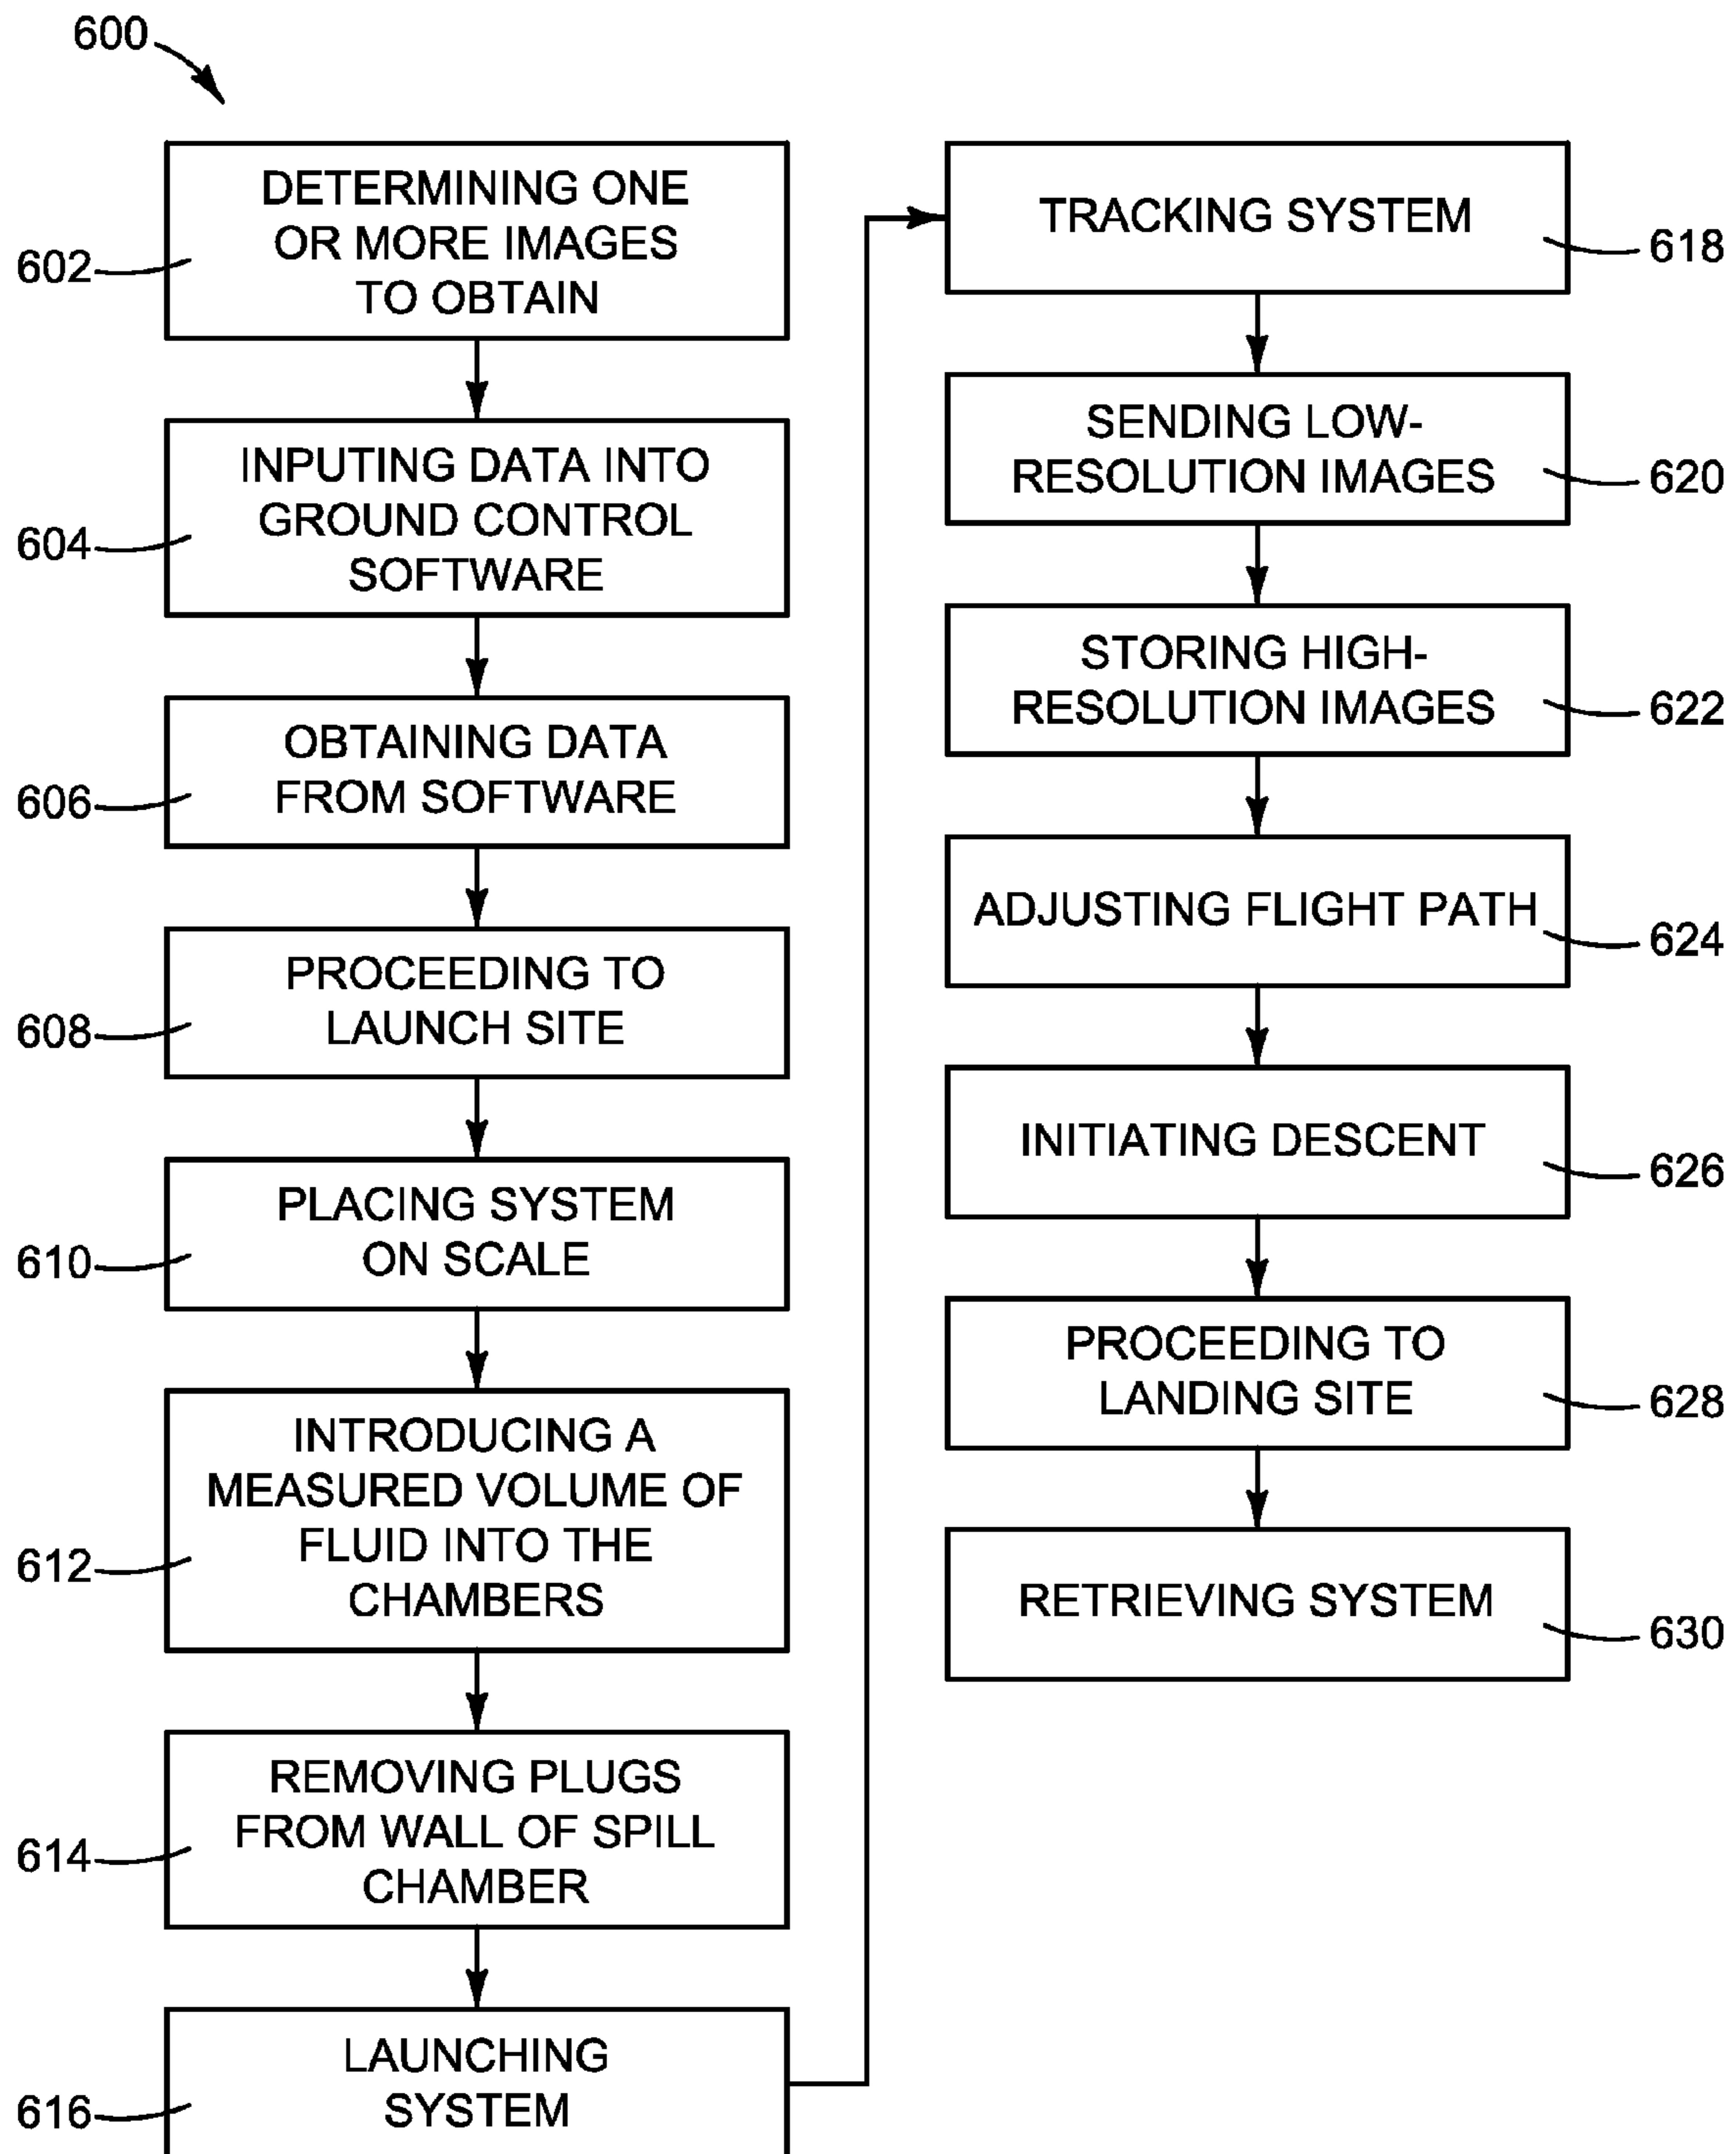 600
602
DETERMINING ONE
OR MORE IMAGES
TO OBTAIN
604
INPUTING DATA INTO
GROUND CONTROL
SOFTWARE
606
OBTAINING DATA
FROM SOFTWARE
608
PROCEEDING TO
LAUNCH SITE
610
PLACING SYSTEM
ON SCALE
612
INTRODUCING A
MEASURED VOLUME OF
FLUID INTO THE
CHAMBERS
614
REMOVING PLUGS
FROM WALL OF SPILL
CHAMBER
616
LAUNCHING
SYSTEM
TRACKING SYSTEM
618
SENDING LOW-
RESOLUTION IMAGES
620
STORING HIGH-
RESOLUTION IMAGES
622
ADJUSTING FLIGHT PATH
624
INITIATING DESCENT
626
PROCEEDING TO
LANDING SITE
628
RETRIEVING SYSTEM
630